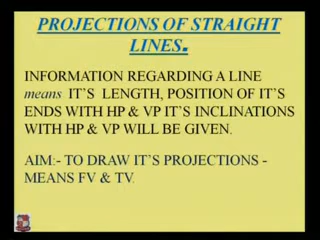 PROJECTIONS OF STRAIGHT
LINES.
INFORMATION REGARDING A LINE
means IT'S LENGTH, POSITION OF IT'S
ENDS WITH HP & VP IT'S INCLINATIONS
WITH HP & VP WILL BE GIVEN.
AIM:- TO DRAW IT'S PROJECTIONS -
MEANS FV & TV.